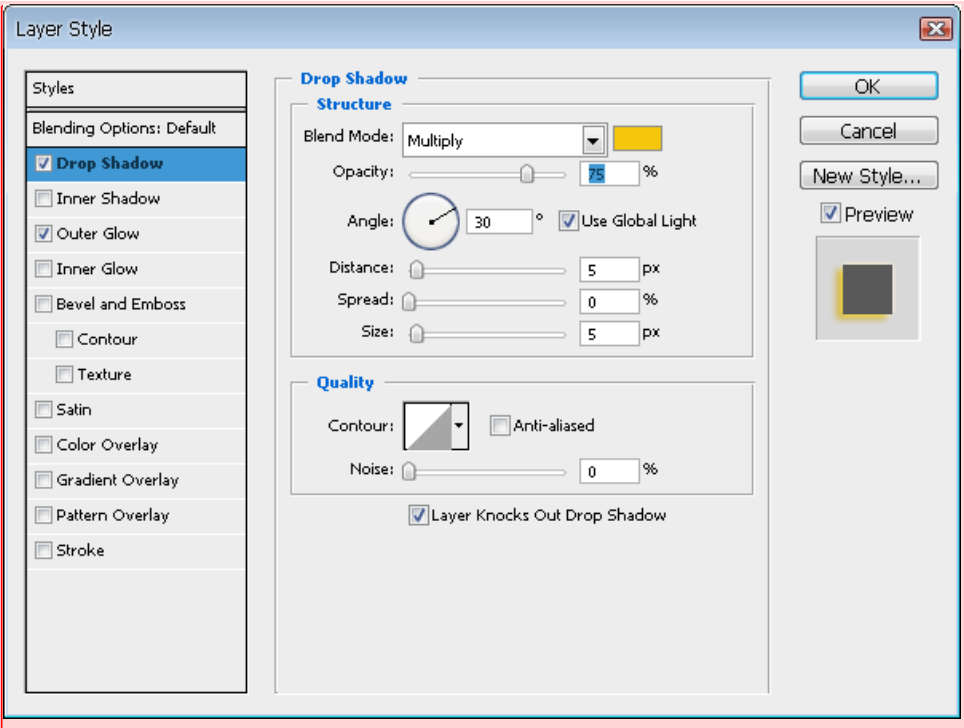 Layer Style
Styles
Blending Options: Default
Drop Shadow
Inner Shadow
Outer Glow
Inner Glow
Bevel and Emboss
Contour
Texture
Satin
Color Overlay
Gradient Overlay
Pattern Overlay
Stroke
Drop Shadow
Structure
Blend Mode: Multiply
Opacity: 75 %
Angle: 30 ° Use Global Light
Distance: 5 px
Spread: 0 %
Size: 5 px
Quality
Contour: Anti-aliased
Noise: 0 %
Layer Knocks Out Drop Shadow
OK
Cancel
New Style...
Preview